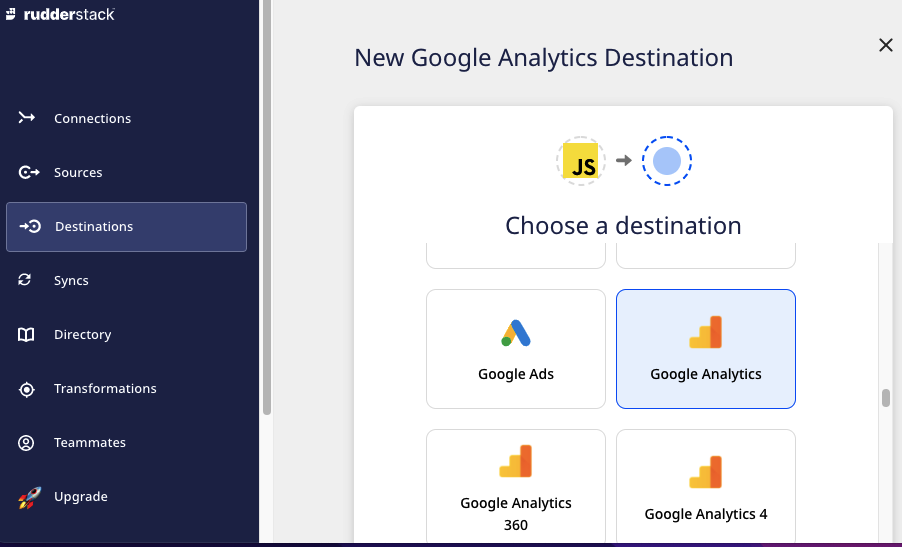 rudderstack
New Google Analytics Destination
Connections
Sources
Destinations
Syncs
Directory
Transformations
Teammates
Upgrade
JS
Choose a destination
Google Ads
Google Analytics
Google Analytics
360
Google Analytics 4